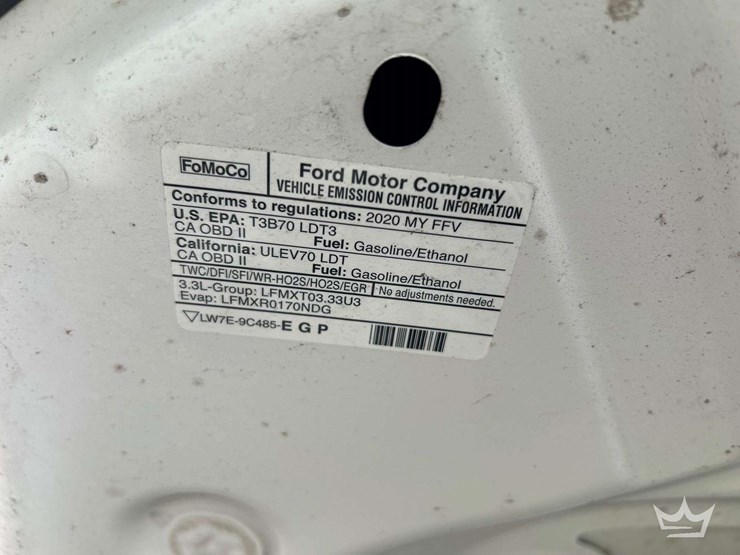 FoMoCo
Ford Motor Company
VEHICLE EMISSION CONTROL INFORMATION
Conforms to regulations: 2020 MY FFV
U.S. EPA: T3B70 LDT3
CA OBD II Fuel: Gasoline/Ethanol
California: ULEV70 LDT
CA OBD II Fuel: Gasoline/Ethanol
TWC/DFI/SFI/WR-HO2S/HO2S/EGR No adjustments needed.
3.3L-Group: LFMXT03.33U3
Evap: LFMXR0170NDG
LW7E-9C485-E G P